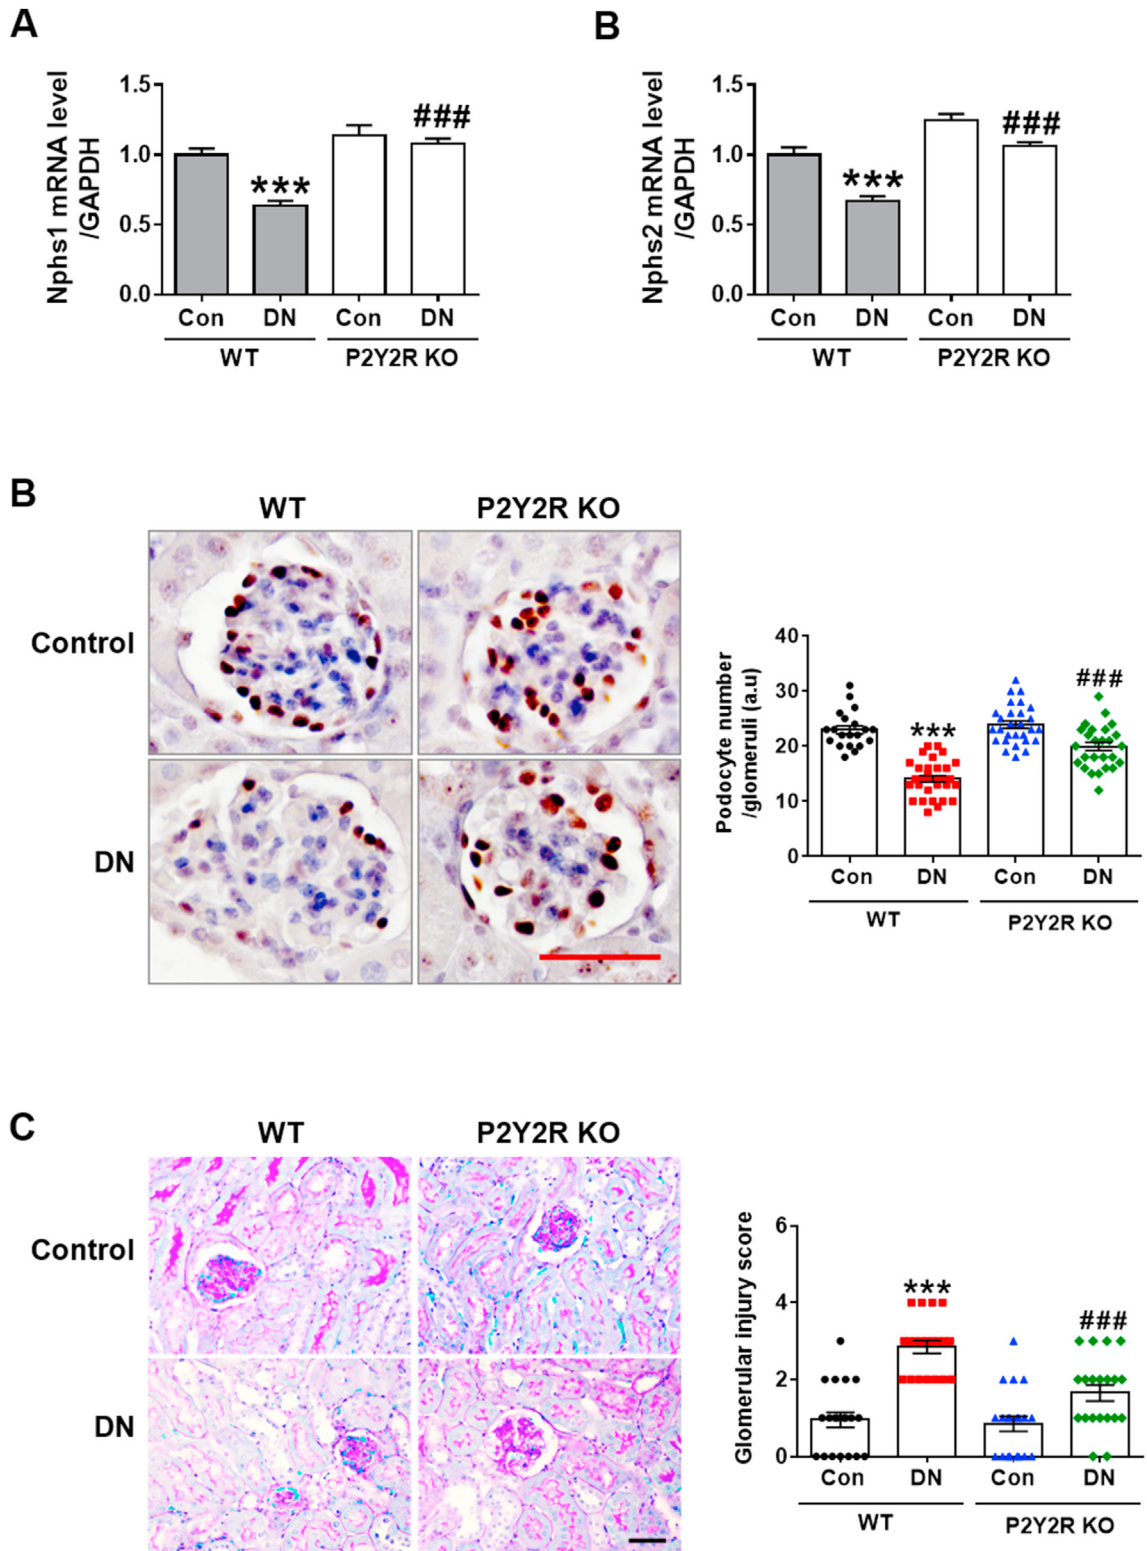 A
Nphs1 mRNA level
/GAPDH
1.5
1.0
0.5
0.0
***
###
Con DN Con DN
WT P2Y2R KO
B
Nphs2 mRNA level
/GAPDH
1.5
1.0
0.5
0.0
***
###
Con DN Con DN
WT P2Y2R KO
B
WT P2Y2R KO
Control
DN
Podocyte number
/glomeruli (a.u)
40
30
20
10
0
***
###
Con DN Con DN
WT P2Y2R KO
C
WT P2Y2R KO
Control
DN
Glomerular injury score
6
4
2
0
***
###
Con DN Con DN
WT P2Y2R KO